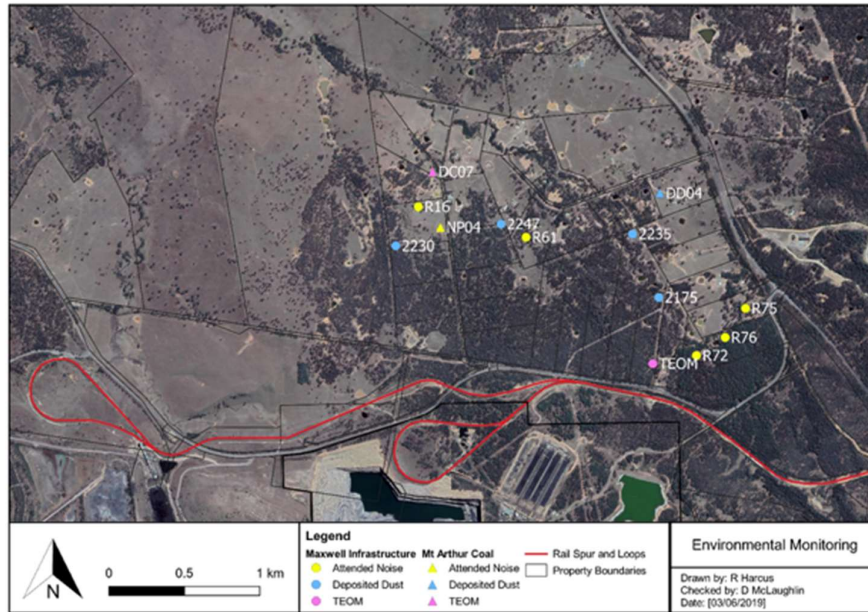 DC07
DD04
R16
NP04
2247
R61
2235
2230
2175
R75
R76
R72
TEOM
N
0 0.5 1 km
Legend
Maxwell Infrastructure
Attended Noise
Deposited Dust
TEOM
Mt Arthur Coal
Attended Noise
Deposited Dust
TEOM
Rail Spur and Loops
Property Boundaries
Environmental Monitoring
Drawn by: R Harcus
Checked by: D McLaughlin
Date: [03/06/2019]